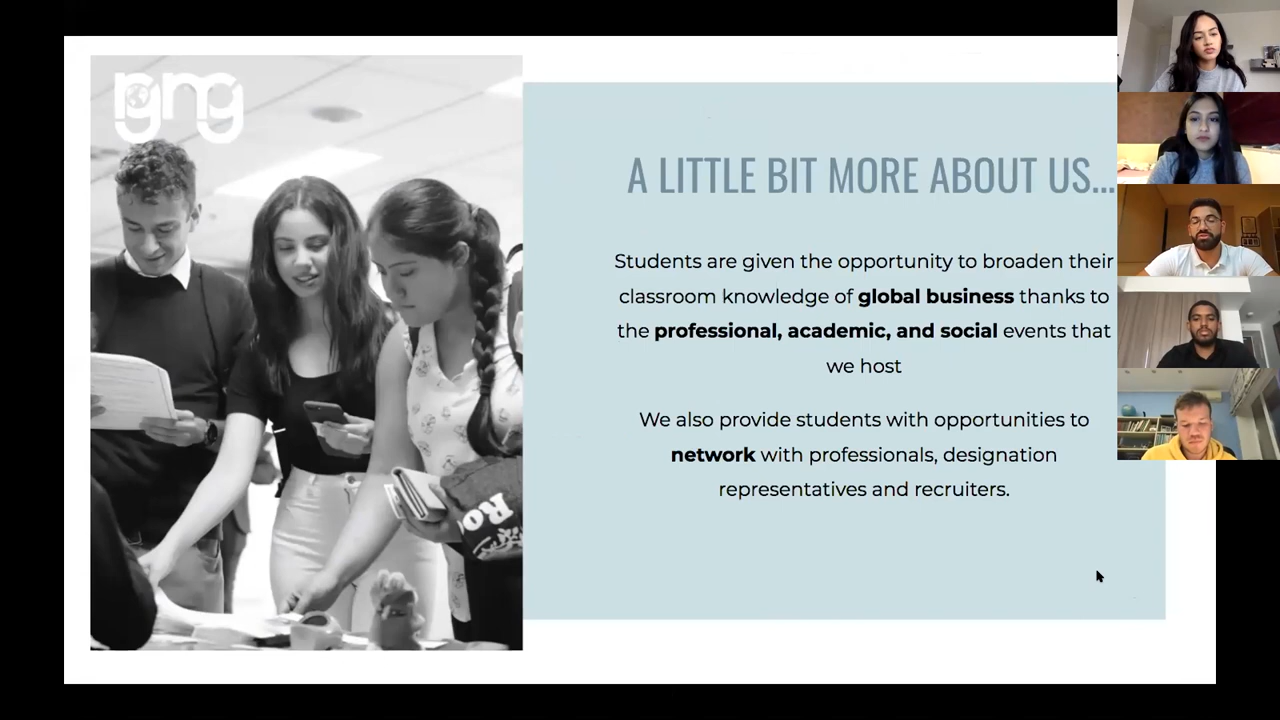 rgmg
A LITTLE BIT MORE ABOUT US...
Students are given the opportunity to broaden their
classroom knowledge of global business thanks to
the professional, academic, and social events that
we host
We also provide students with opportunities to
network with professionals, designation
representatives and recruiters.
Ro